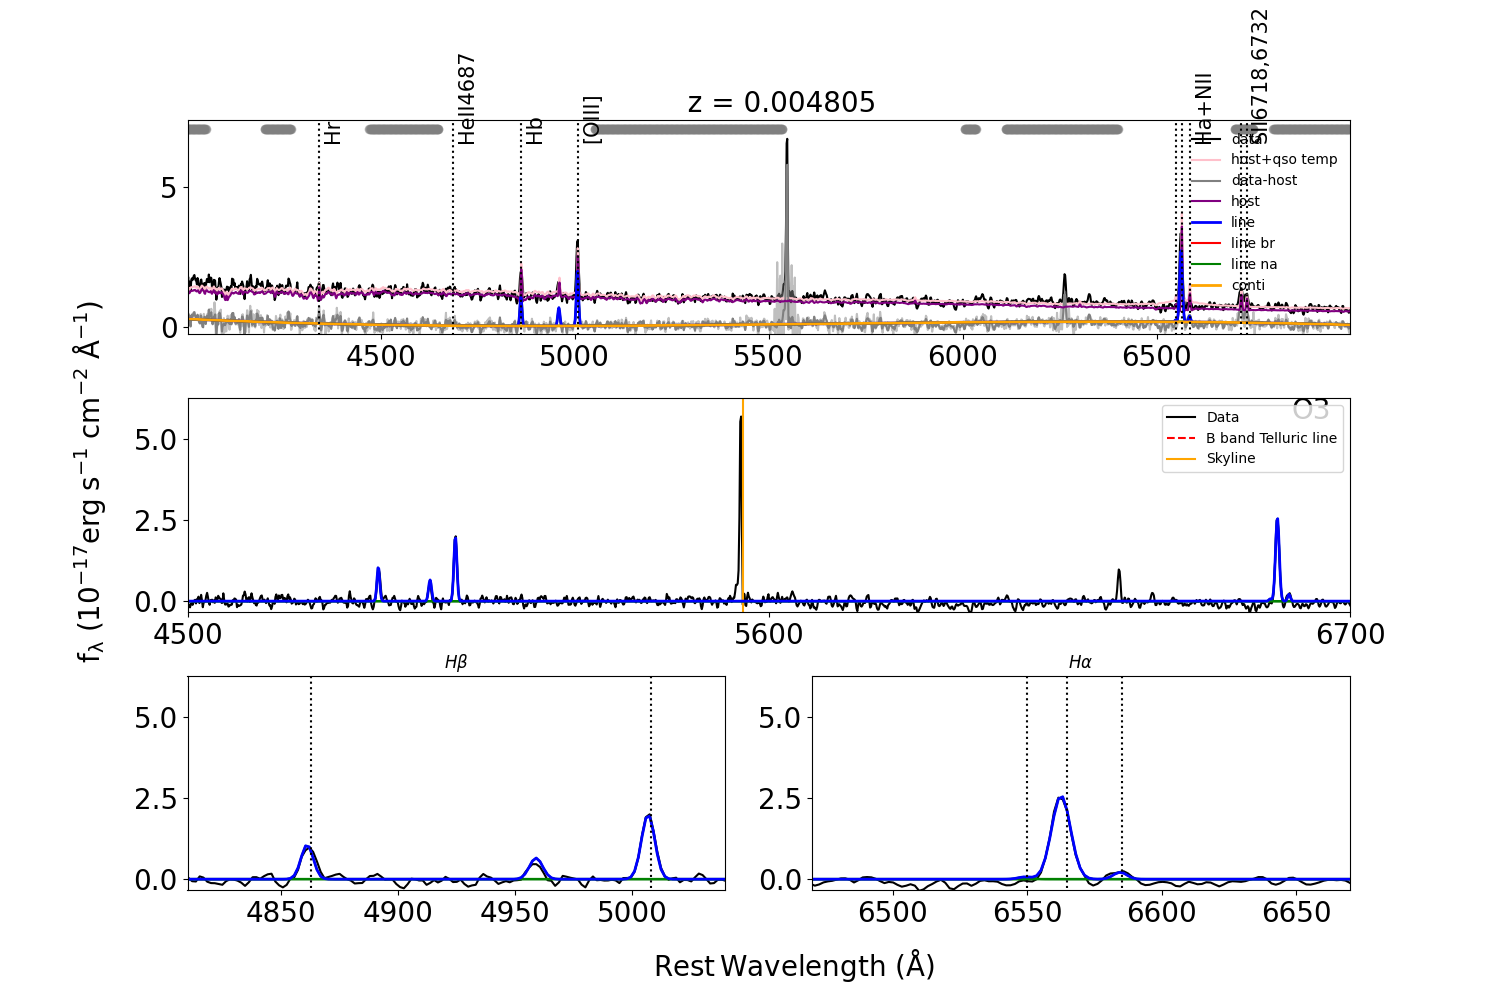 z = 0.004805
Hr
HeII4687
Hb
[OIII]
Ha+NII
SII6718,6732
data
host+qso temp
data-host
host
line
line br
line na
conti
5
0
4500
5000
5500
6000
6500
O3
Data
B band Telluric line
Skyline
5.0
2.5
0.0
4500
5600
6700
fλ (10⁻¹⁷erg s⁻¹ cm⁻² Å⁻¹)
Hβ
5.0
2.5
0.0
4850
4900
4950
5000
Hα
5.0
2.5
0.0
6500
6550
6600
6650
Rest Wavelength (Å)